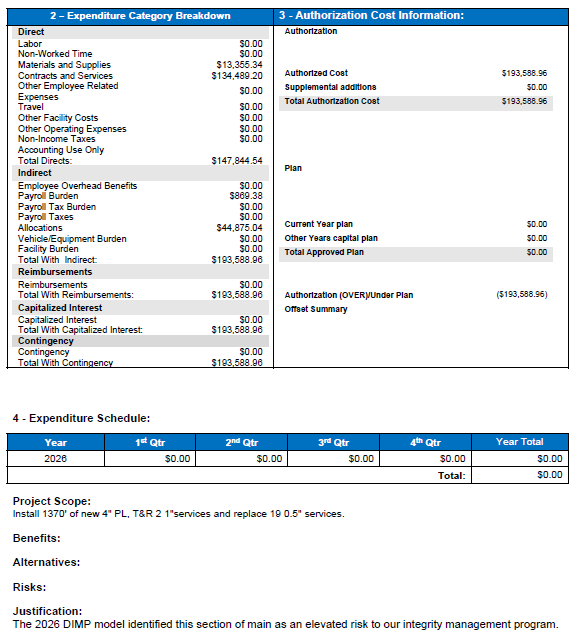 2 – Expenditure Category Breakdown
Direct
Labor $0.00
Non-Worked Time $0.00
Materials and Supplies $13,355.34
Contracts and Services $134,489.20
Other Employee Related
Expenses $0.00
Travel $0.00
Other Facility Costs $0.00
Other Operating Expenses $0.00
Non-Income Taxes $0.00
Accounting Use Only
Total Directs: $147,844.54
Indirect
Employee Overhead Benefits $0.00
Payroll Burden $869.38
Payroll Tax Burden $0.00
Payroll Taxes $0.00
Allocations $44,875.04
Vehicle/Equipment Burden $0.00
Facility Burden $0.00
Total With Indirect: $193,588.96
Reimbursements
Reimbursements $0.00
Total With Reimbursements: $193,588.96
Capitalized Interest
Capitalized Interest $0.00
Total With Capitalized Interest: $193,588.96
Contingency
Contingency $0.00
Total With Contingency $193,588.96
3 - Authorization Cost Information:
Authorization
Authorized Cost $193,588.96
Supplemental additions $0.00
Total Authorization Cost $193,588.96
Plan
Current Year plan $0.00
Other Years capital plan $0.00
Total Approved Plan $0.00
Authorization (OVER)/Under Plan ($193,588.96)
Offset Summary
4 - Expenditure Schedule:
Year 1st Qtr 2nd Qtr 3rd Qtr 4th Qtr Year Total
2026 $0.00 $0.00 $0.00 $0.00 $0.00
Total: $0.00
Project Scope:
Install 1370' of new 4" PL, T&R 2 1"services and replace 19 0.5" services.
Benefits:
Alternatives:
Risks:
Justification:
The 2026 DIMP model identified this section of main as an elevated risk to our integrity management program.